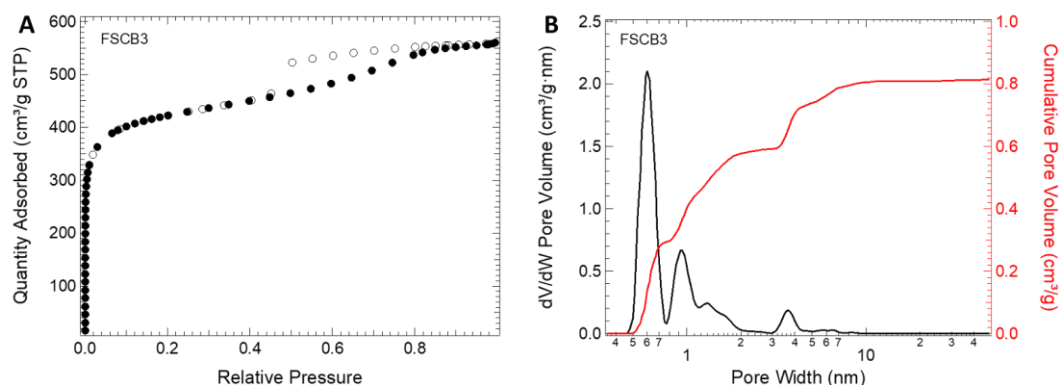 A
FSCB3
Quantity Adsorbed (cm³/g STP)
600
500
400
300
200
100
0.0 0.2 0.4 0.6 0.8
Relative Pressure
B
FSCB3
dV/dW Pore Volume (cm³/g·nm)
2.5
2.0
1.5
1.0
0.5
0.0
Cumulative Pore Volume (cm³/g)
1.0
0.8
0.6
0.4
0.2
0.0
4 5 6 7 1 2 3 4 5 6 7 10 2 3 4
Pore Width (nm)